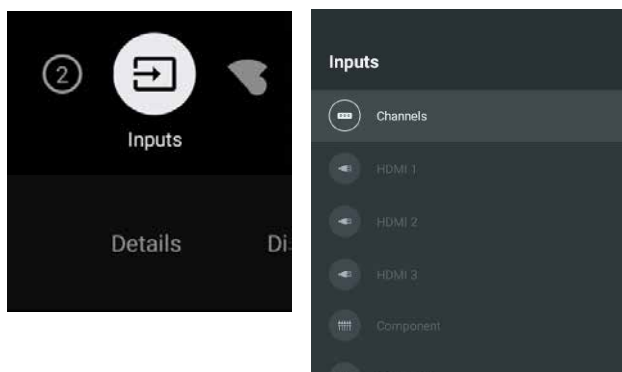 2
Inputs
Details
Inputs
Channels
HDMI 1
HDMI 2
HDMI 3
Component